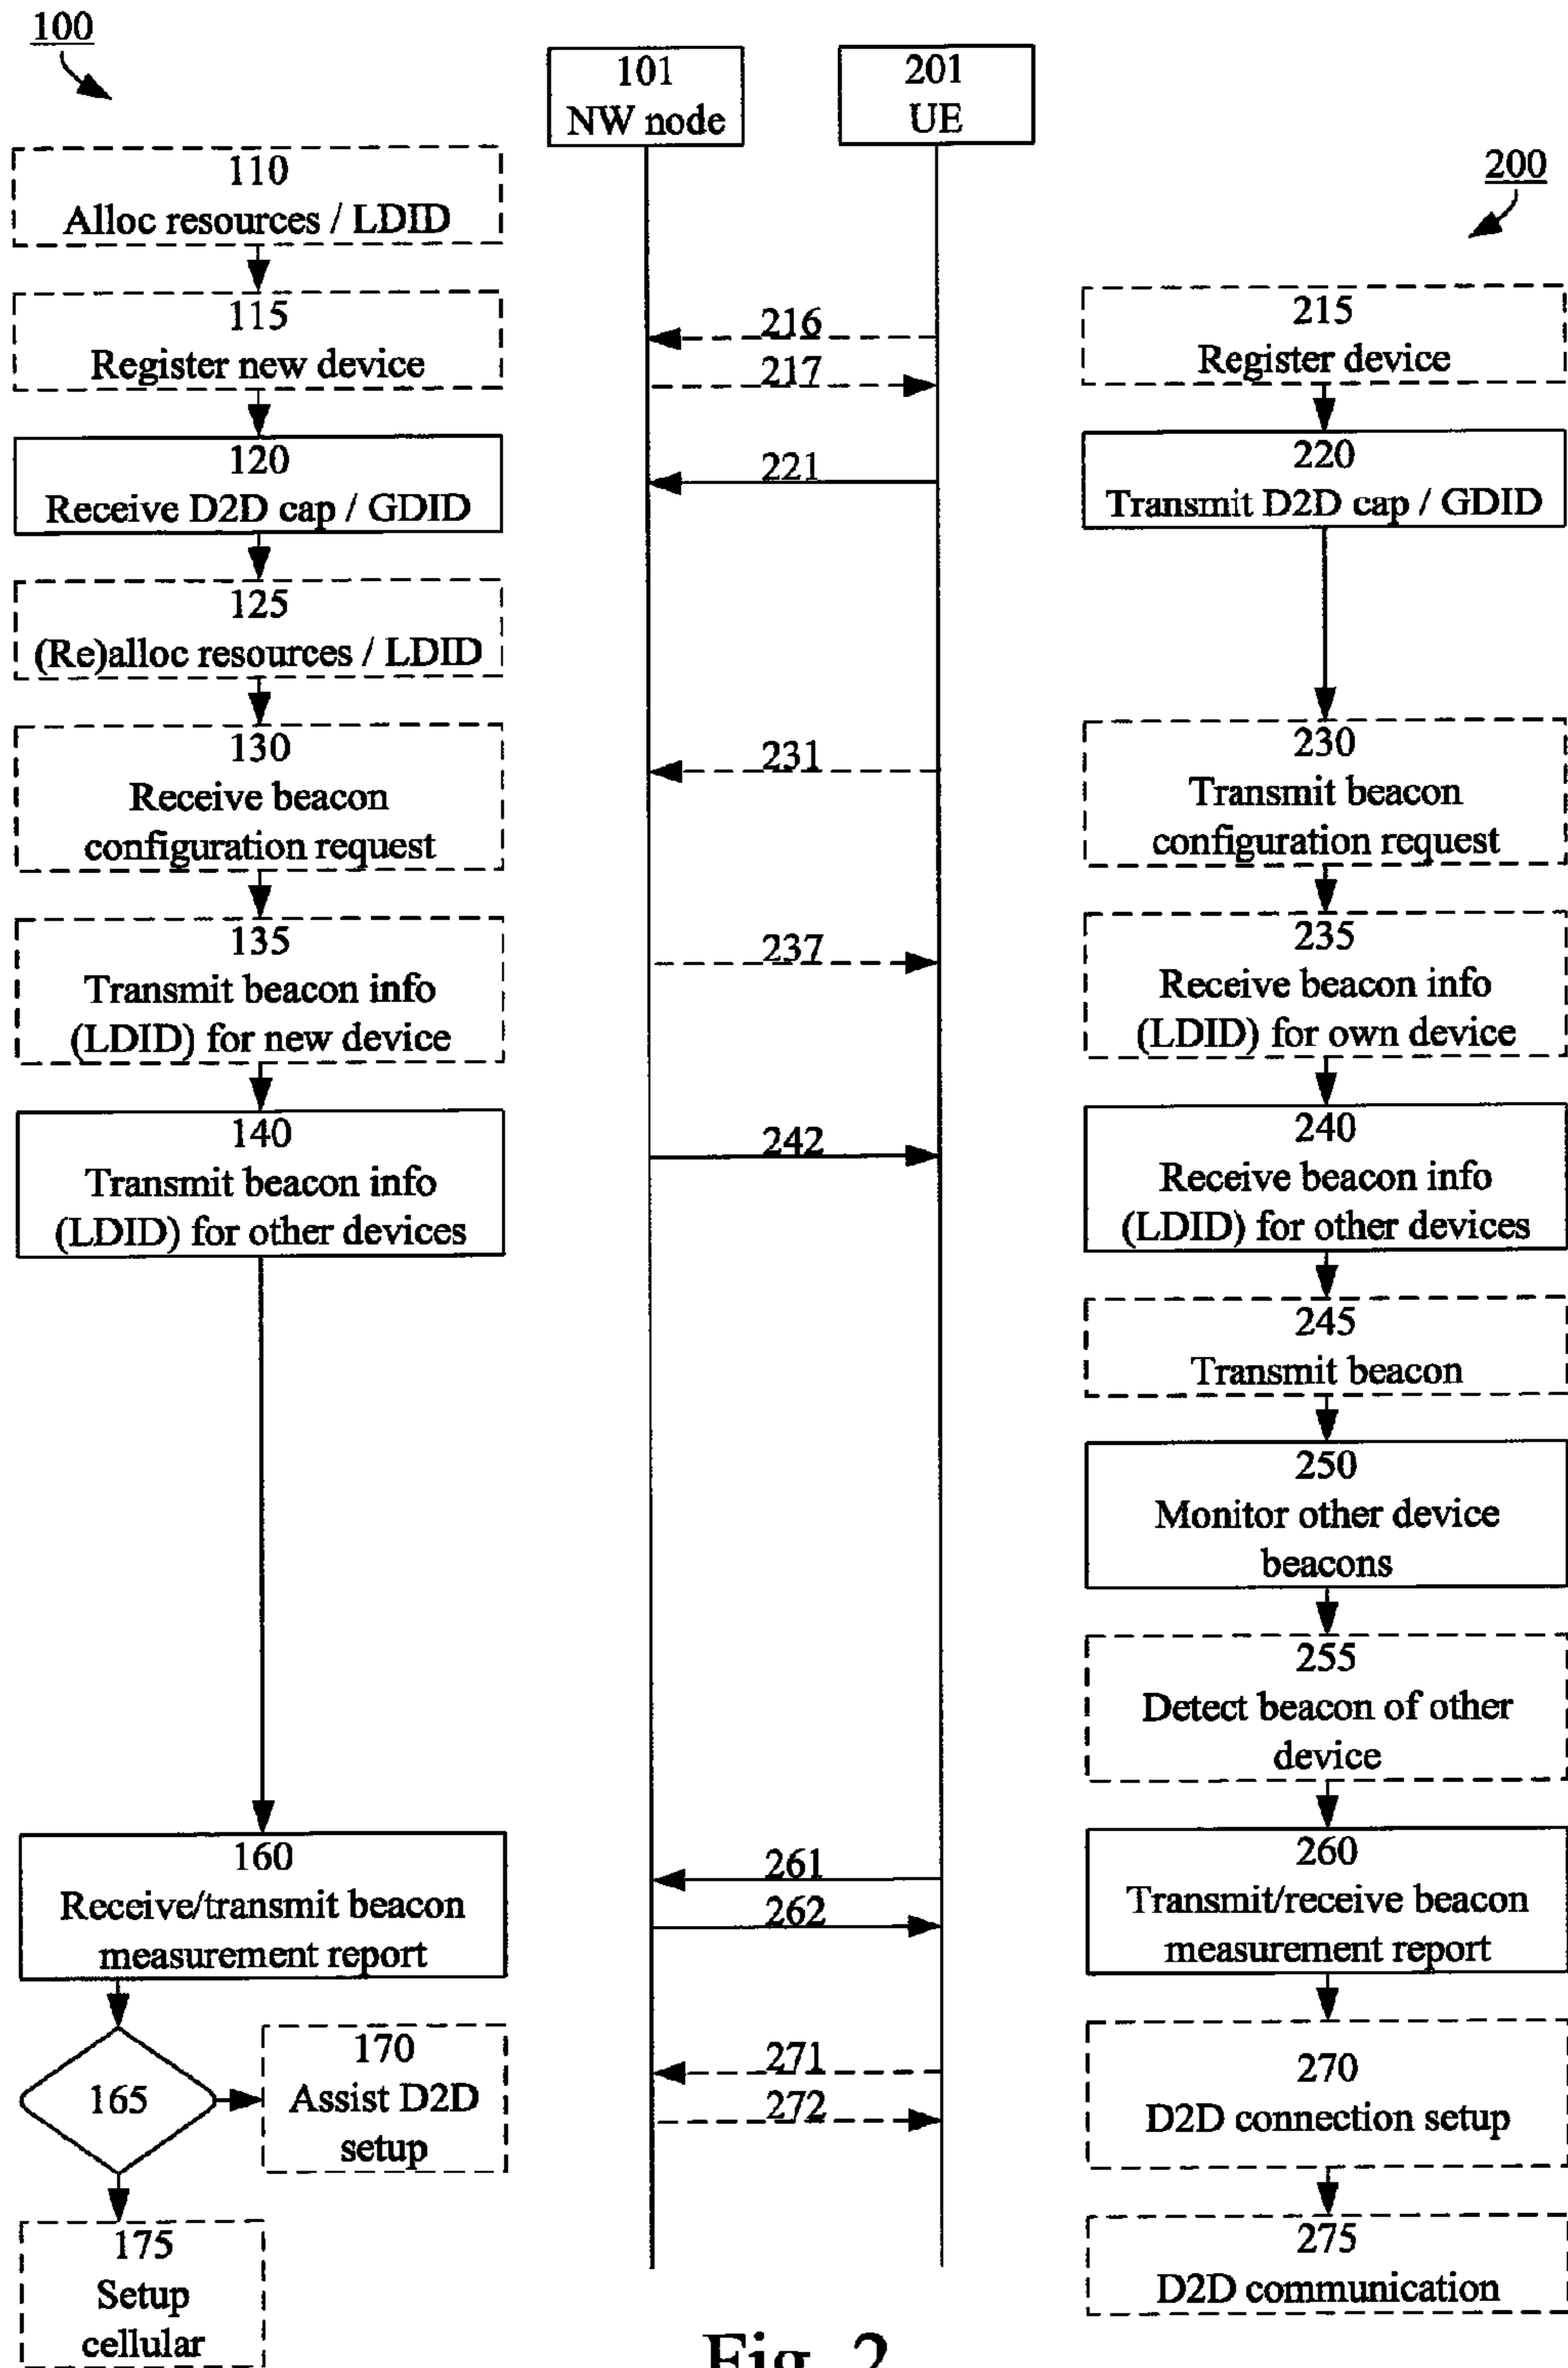 100
101
NW node
201
UE
200
110
Alloc resources / LDID
115
Register new device
216
217
215
Register device
120
Receive D2D cap / GDID
221
220
Transmit D2D cap / GDID
125
(Re)alloc resources / LDID
130
Receive beacon
configuration request
231
230
Transmit beacon
configuration request
135
Transmit beacon info
(LDID) for new device
237
235
Receive beacon info
(LDID) for own device
140
Transmit beacon info
(LDID) for other devices
242
240
Receive beacon info
(LDID) for other devices
245
Transmit beacon
250
Monitor other device
beacons
255
Detect beacon of other
device
160
Receive/transmit beacon
measurement report
261
262
260
Transmit/receive beacon
measurement report
165
170
Assist D2D
setup
271
272
270
D2D connection setup
175
Setup
cellular
275
D2D communication
Fig. 2